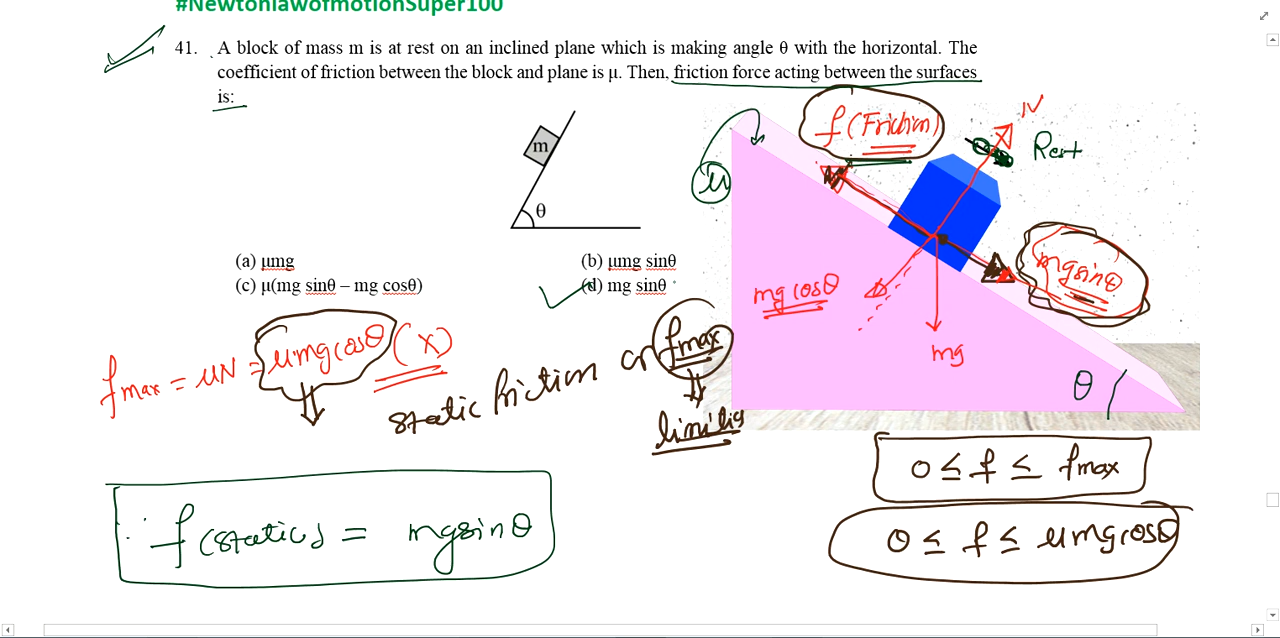 #NewtonlawofmotionSuper100
41. A block of mass m is at rest on an inclined plane which is making angle θ with the horizontal. The
coefficient of friction between the block and plane is μ. Then, friction force acting between the surfaces
is:
m
θ
(a) μmg
(b) μmg sinθ
(c) μ(mg sinθ – mg cosθ)
(d) mg sinθ
f (Friction)
N
Rest
μ
mg sinθ
mg cosθ
mg
θ
fmax = μN = μmg cosθ (X)
static friction or fmax
⇓
⇓
0 ≤ f ≤ fmax
0 ≤ f ≤ μmg cosθ
∴ f (static) = mg sinθ